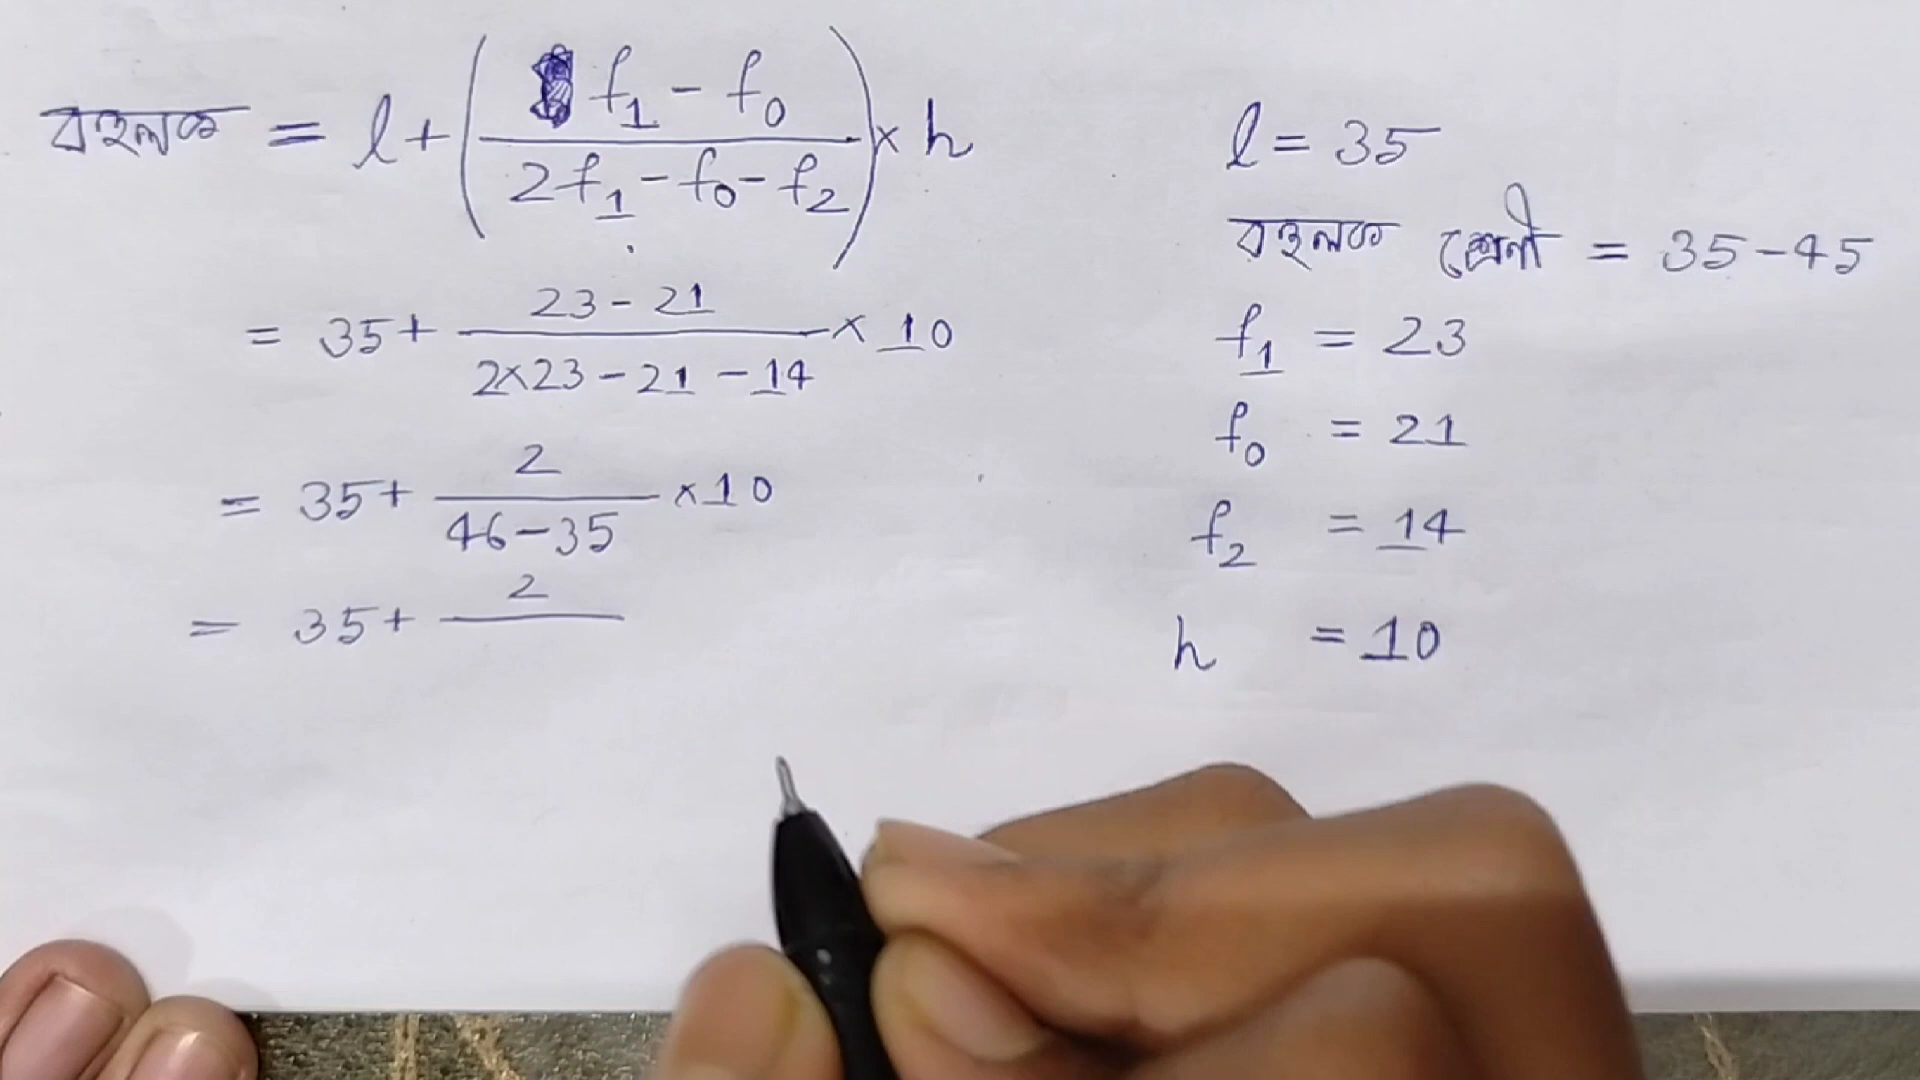 বহুলক = l + (f₁ - f₀ / 2f₁ - f₀ - f₂) × h
= 35 + 23 - 21 / 2×23 - 21 - 14 × 10
= 35 + 2 / 46 - 35 × 10
= 35 + 2 /
l = 35
বহুলক শ্রেনী = 35 - 45
f₁ = 23
f₀ = 21
f₂ = 14
h = 10